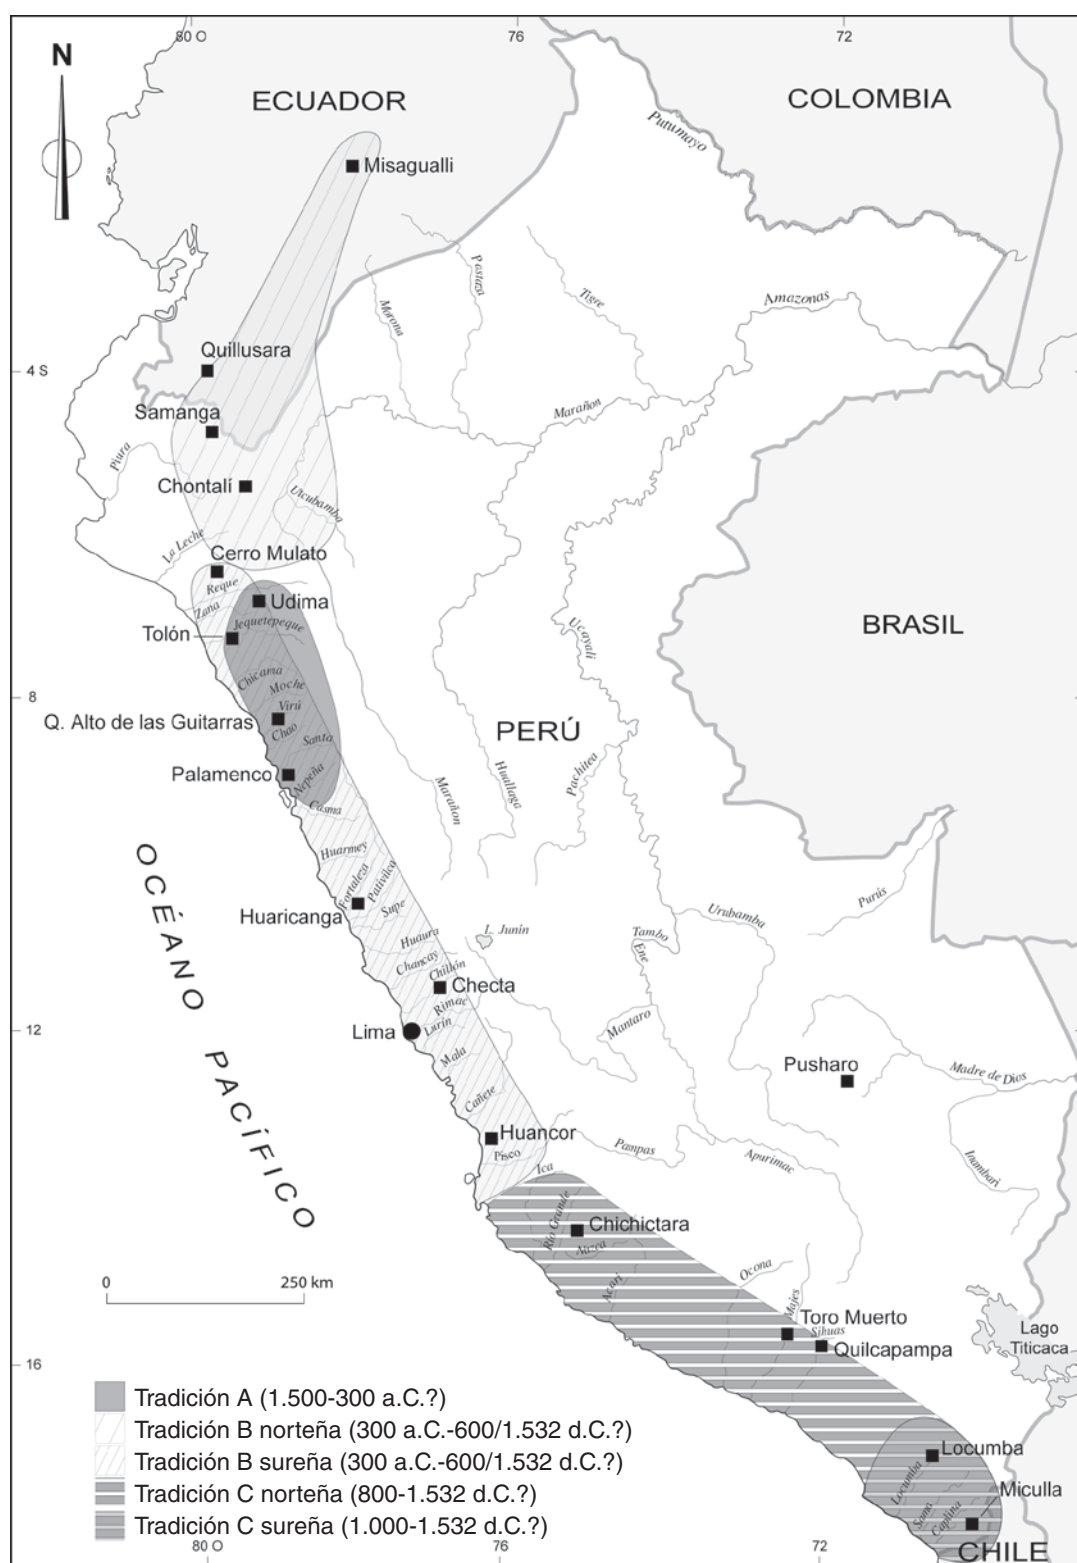 80 O
76
72
N
ECUADOR
COLOMBIA
Putumayo
Misagualli
Pastaza
Morona
Tigre
Amazonas
Quillusara
4 S
Samanga
Marañon
Piura
Chontalí
Uicubamba
La Leche
Cerro Mulato
Reque
Zana
Udima
Jequetepeque
Tolón
Ucayali
BRASIL
Chicama
Moche
8
Virú
Q. Alto de las Guitarras
Chao
Santa
PERÚ
Palamenco
Nepeña
Casma
Marañon
Huallaga
Pachitea
Huarmey
Fortaleza
Pativilca
Huaricanga
Supe
Purús
Urubamba
OCÉANO PACÍFICO
Huaura
L. Junín
Tambo
Ene
Chancay
Chillón
Checta
Rimac
Lima
Lurín
12
Mantaro
Mala
Pusharo
Madre de Dios
Cañete
Huancor
Pisco
Pampas
Apurimac
Inambari
Ica
Rio Grande
Chichictara
Nazca
0
250 km
Acarí
Ocona
Majes
Toro Muerto
Sihuas
Quilcapampa
Lago
Titicaca
16
Tradición A (1.500-300 a.C.?)
Tradición B norteña (300 a.C.-600/1.532 d.C.?)
Tradición B sureña (300 a.C.-600/1.532 d.C.?)
Tradición C norteña (800-1.532 d.C.?)
Tradición C sureña (1.000-1.532 d.C.?)
Locumba
Locumba
Miculla
Sama
Caplina
CHILE
80 O
76
72